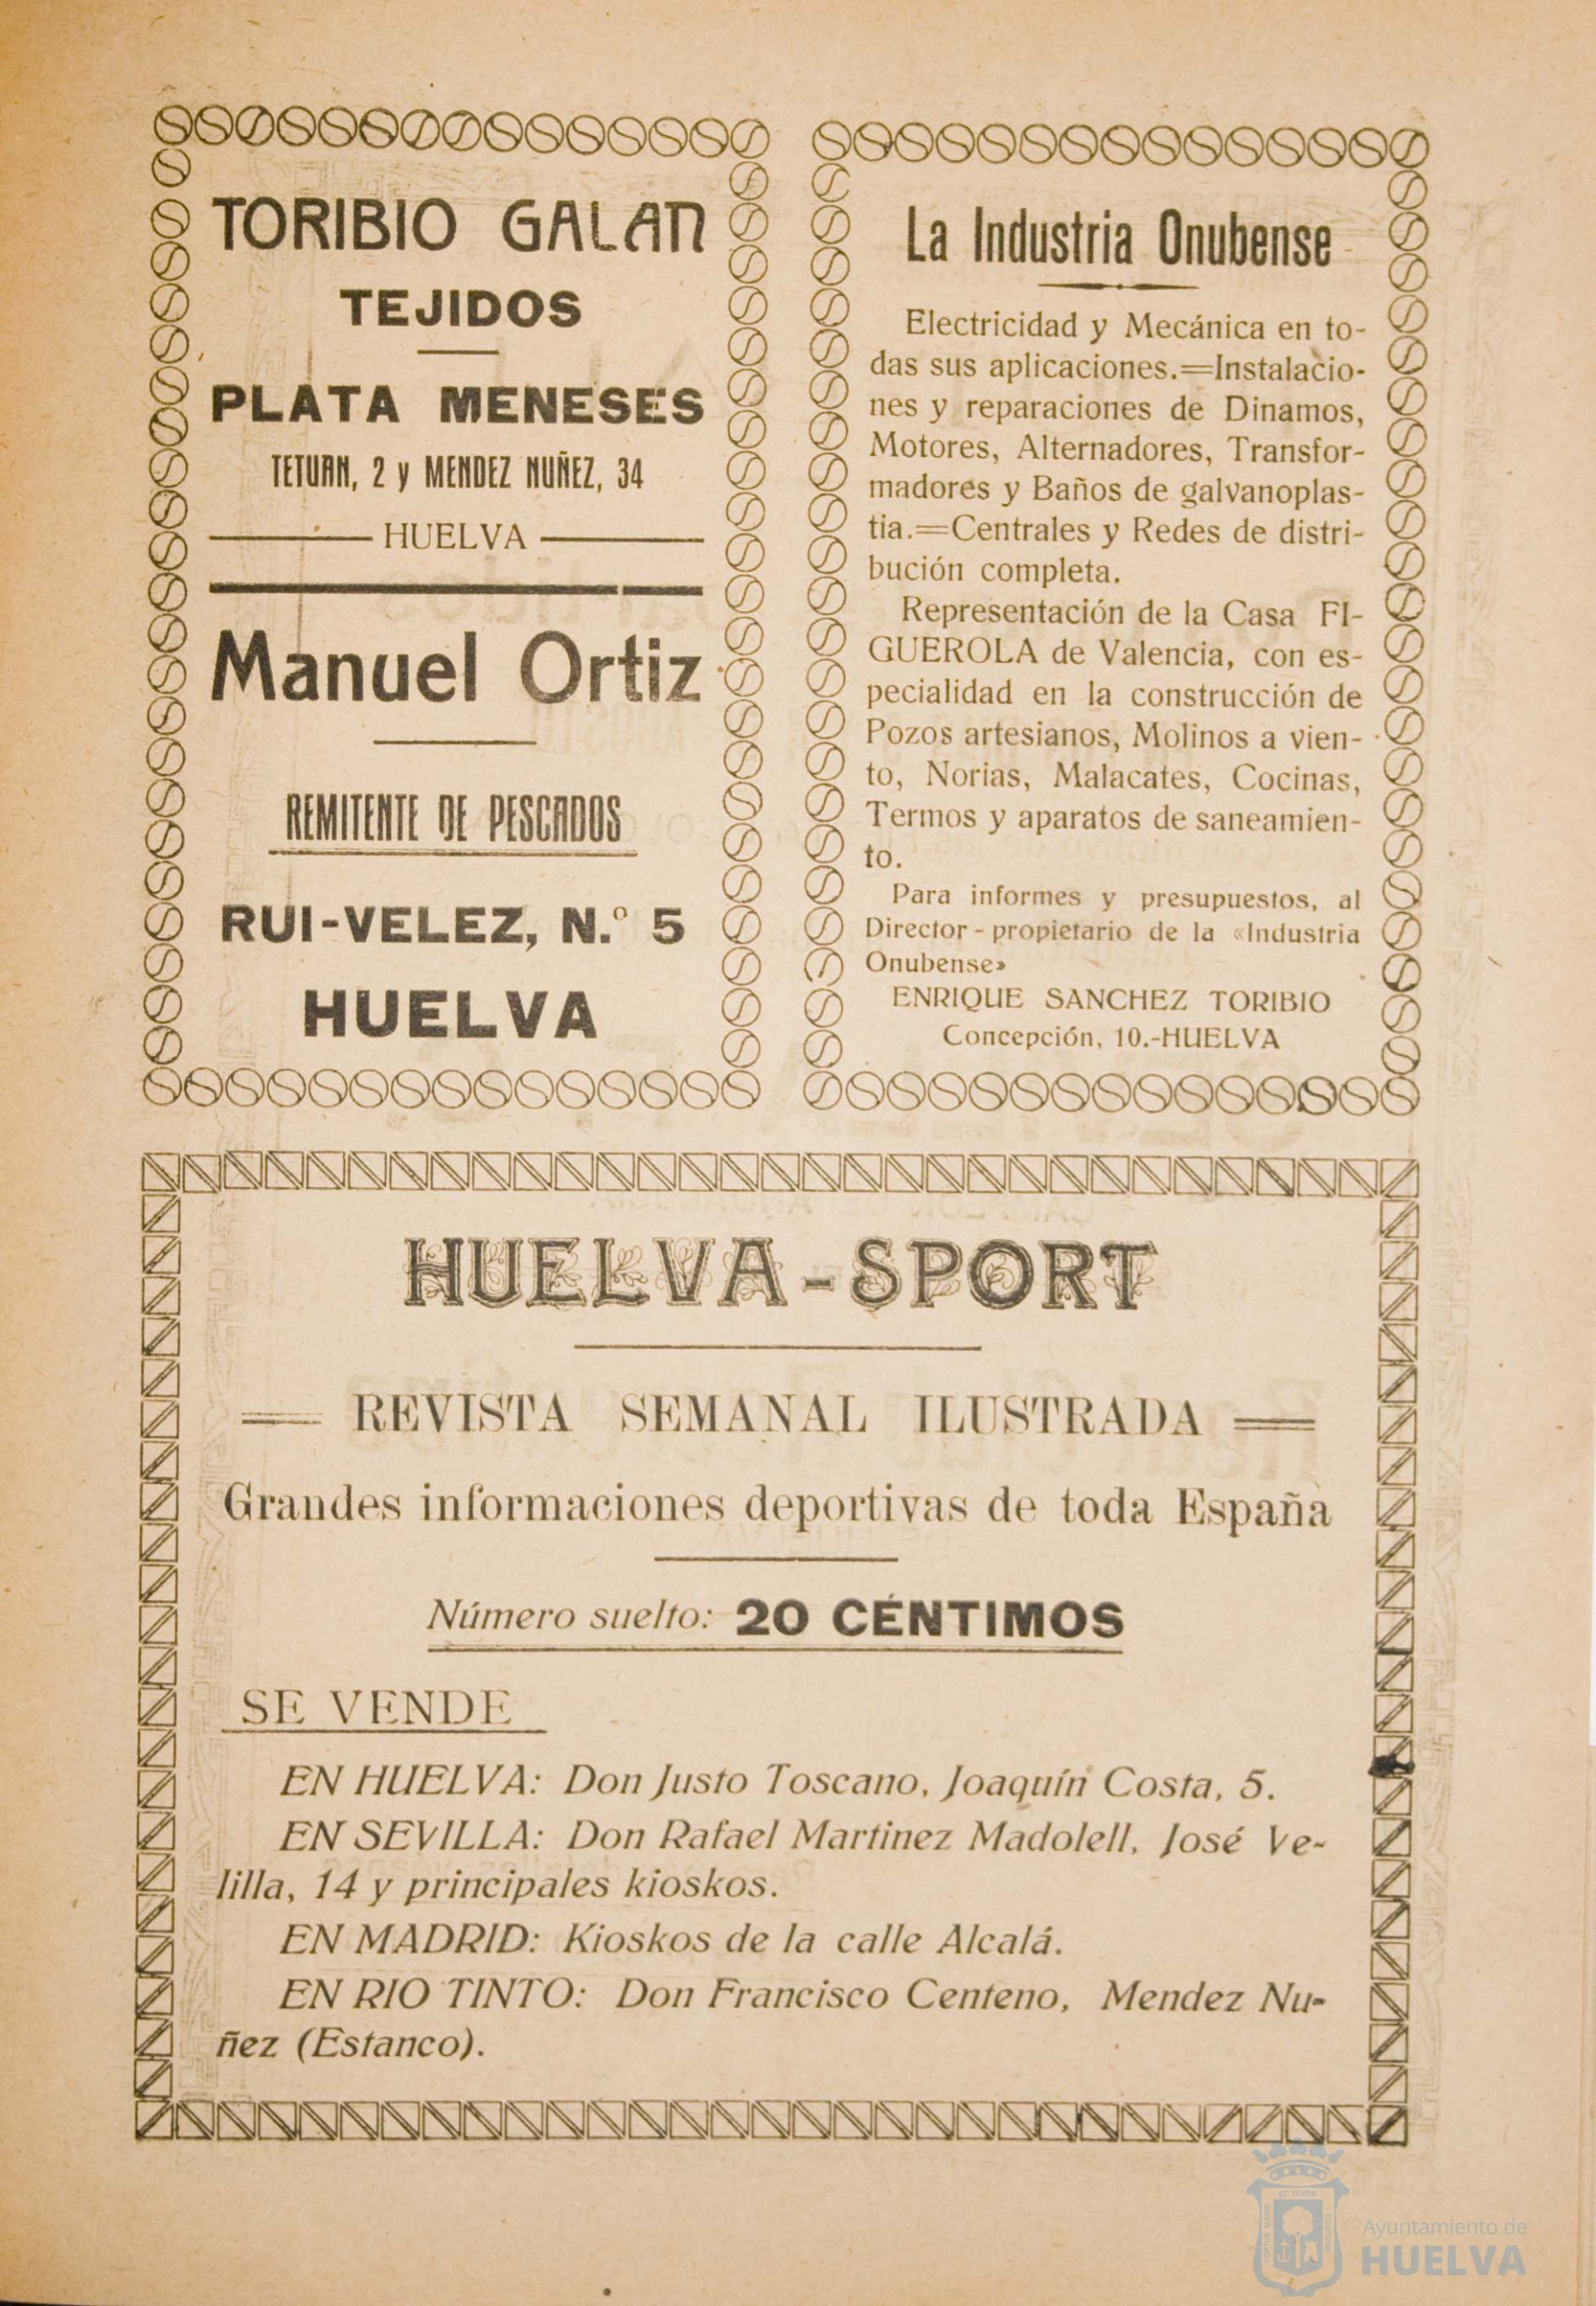 TORIBIO GALAN
TEJIDOS
PLATA MENESES
TETUAN, 2 y MENDEZ NUÑEZ, 34
HUELVA
Manuel Ortiz
REMITENTE DE PESCADOS
RUI-VELEZ, N.º 5
HUELVA
La Industria Onubense
Electricidad y Mecánica en to-
das sus aplicaciones.=Instalacio-
nes y reparaciones de Dinamos,
Motores, Alternadores, Transfor-
madores y Baños de galvanoplas-
tia.=Centrales y Redes de distri-
bución completa.
Representación de la Casa FI-
GUEROLA de Valencia, con es-
pecialidad en la construcción de
Pozos artesianos, Molinos a vien-
to, Norias, Malacates, Cocinas,
Termos y aparatos de saneamien-
to.
Para informes y presupuestos, al
Director-propietario de la «Industria
Onubense»
ENRIQUE SANCHEZ TORIBIO
Concepción, 10.-HUELVA
HUELVA-SPORT
REVISTA SEMANAL ILUSTRADA
Grandes informaciones deportivas de toda España
Número suelto: 20 CÉNTIMOS
SE VENDE
EN HUELVA: Don Justo Toscano, Joaquín Costa, 5.
EN SEVILLA: Don Rafael Martinez Madolell, José Ve-
lilla, 14 y principales kioskos.
EN MADRID: Kioskos de la calle Alcalá.
EN RIO TINTO: Don Francisco Centeno, Mendez Nu-
ñez (Estanco).
Ayuntamiento de
HUELVA